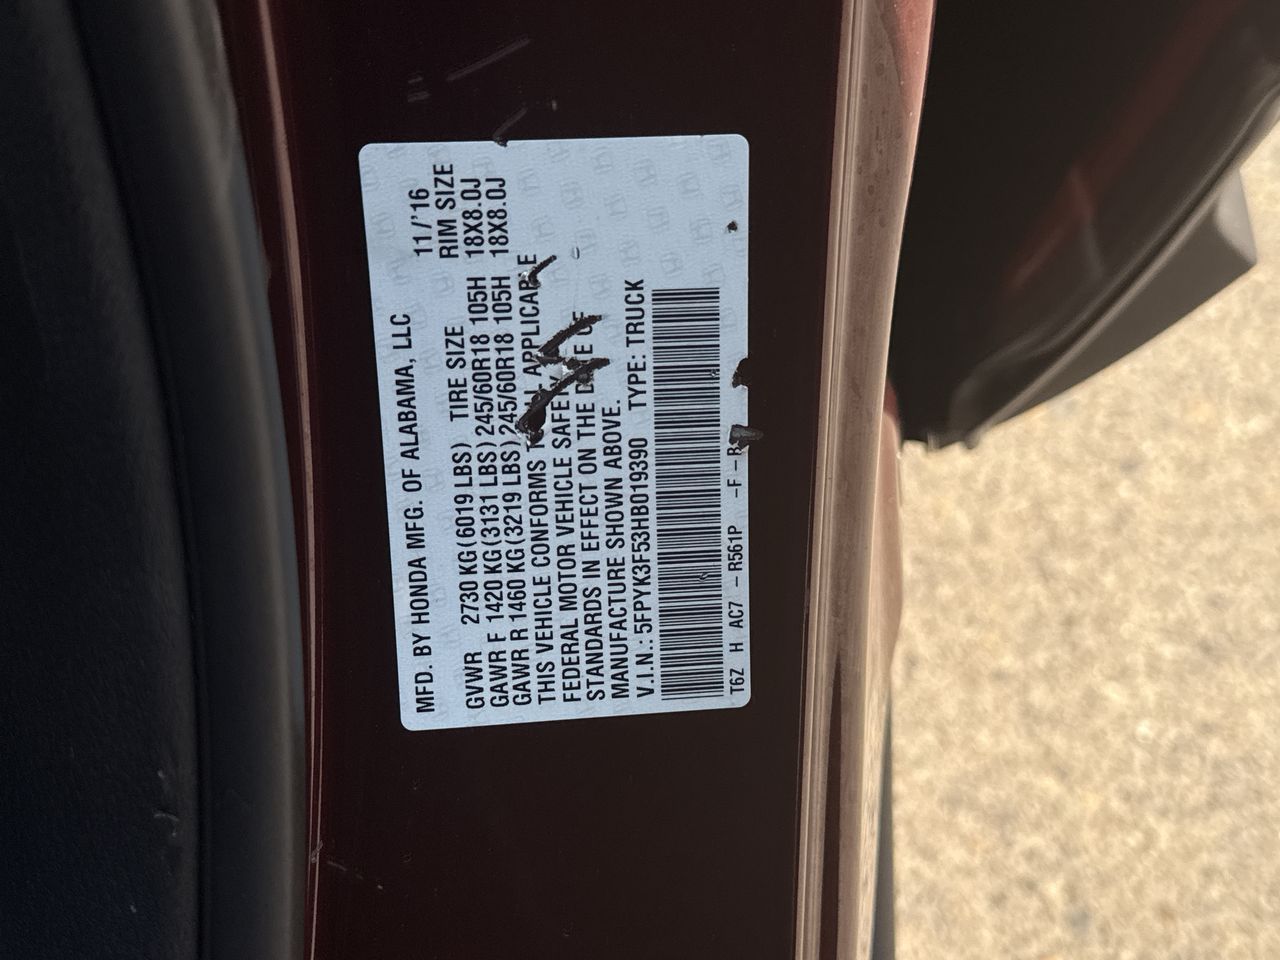 MFD. BY HONDA MFG. OF ALABAMA, LLC 11/'16
TIRE SIZE RIM SIZE
GVWR 2730 KG(6019 LBS)
GAWR F 1420 KG(3131 LBS) 245/60R18 105H 18X8.0J
GAWR R 1460 KG(3219 LBS) 245/60R18 105H 18X8.0J
THIS VEHICLE CONFORMS APPLICABLE
FEDERAL MOTOR VEHICLE SAFETY
STANDARDS IN EFFECT ON THE DATE OF
MANUFACTURE SHOWN ABOVE.
V.I.N.: 5FPYK3F53HB019390 TYPE: TRUCK
T6Z H AC7 – R561P –F –